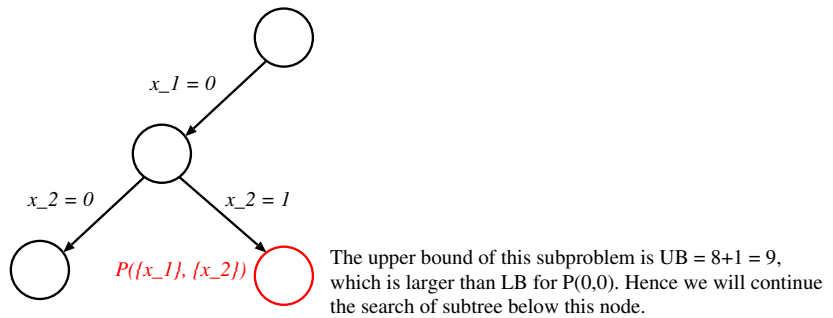 x_1 = 0
x_2 = 0
x_2 = 1
P({x_1}, {x_2})
The upper bound of this subproblem is UB = 8+1 = 9,
which is larger than LB for P(0,0). Hence we will continue
the search of subtree below this node.